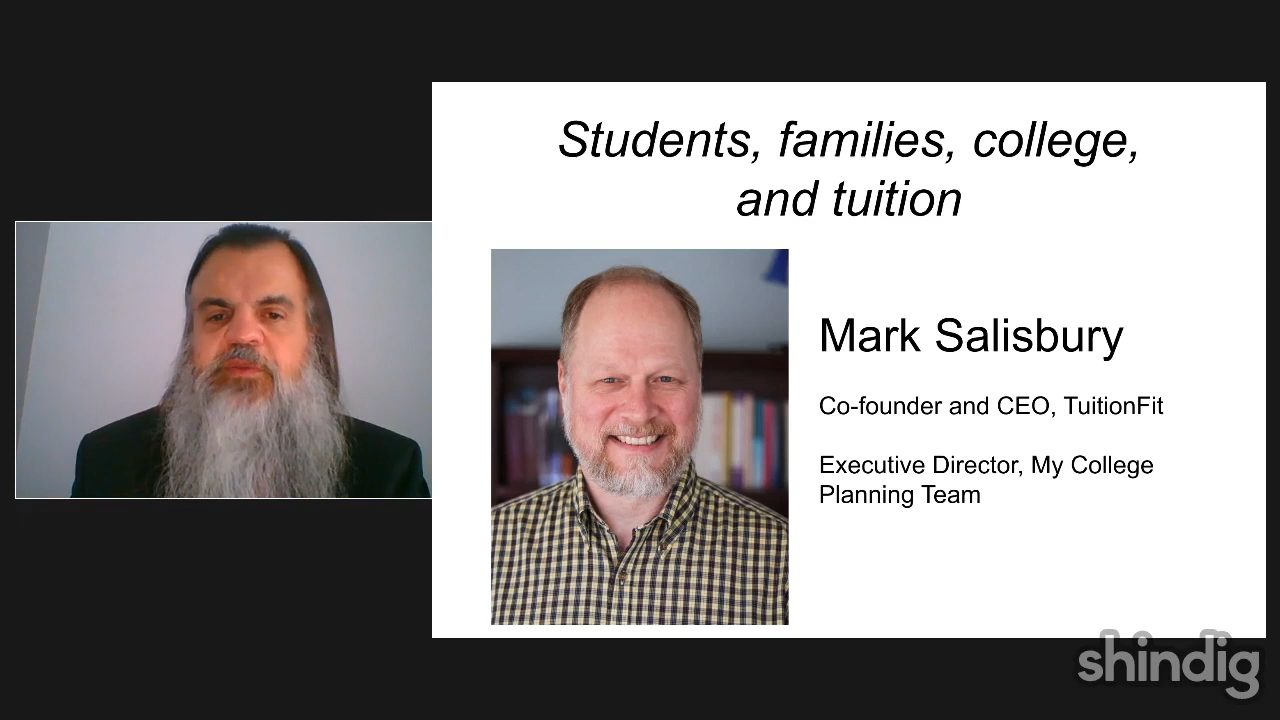 Students, families, college,
and tuition
Mark Salisbury
Co-founder and CEO, TuitionFit
Executive Director, My College
Planning Team
shindig